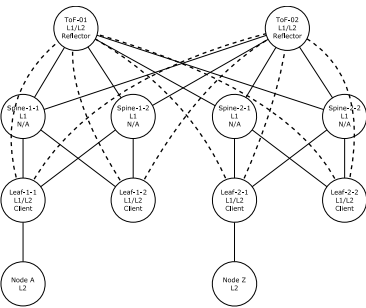 ToF-01
L1/L2
Reflector
ToF-02
L1/L2
Reflector
Spine-1-1
L1
N/A
Spine-1-2
L1
N/A
Spine-2-1
L1
N/A
Spine-2-2
L1
N/A
Leaf-1-1
L1/L2
Client
Leaf-1-2
L1/L2
Client
Leaf-2-1
L1/L2
Client
Leaf-2-2
L1/L2
Client
Node A
L2
Node Z
L2